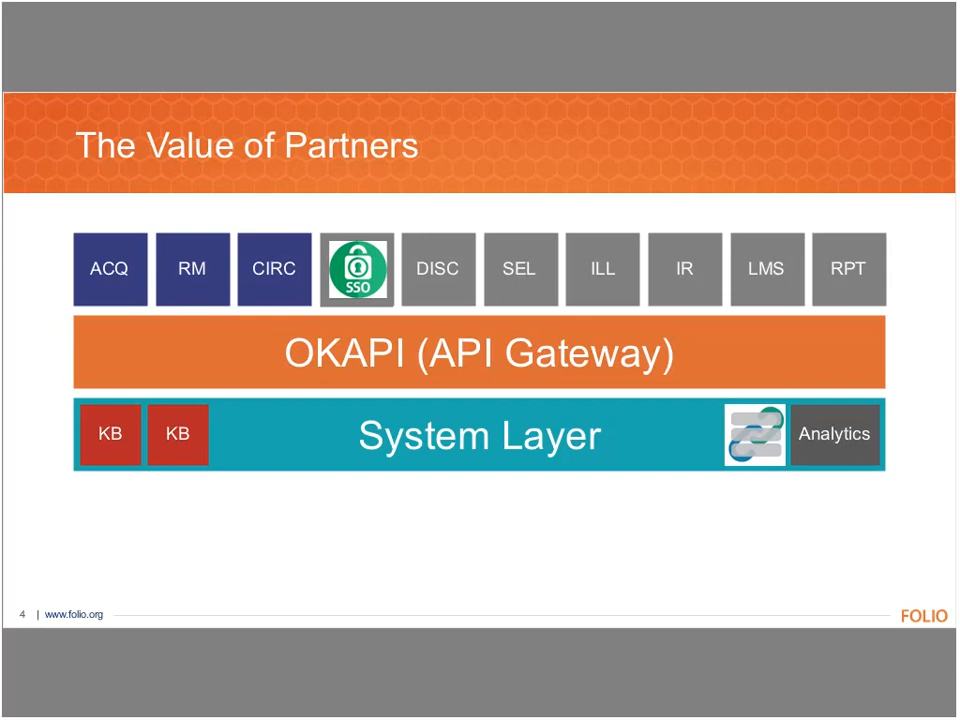 The Value of Partners
ACQ RM CIRC SSO DISC SEL ILL IR LMS RPT
OKAPI (API Gateway)
KB KB System Layer Analytics
4 | www.folio.org FOLIO